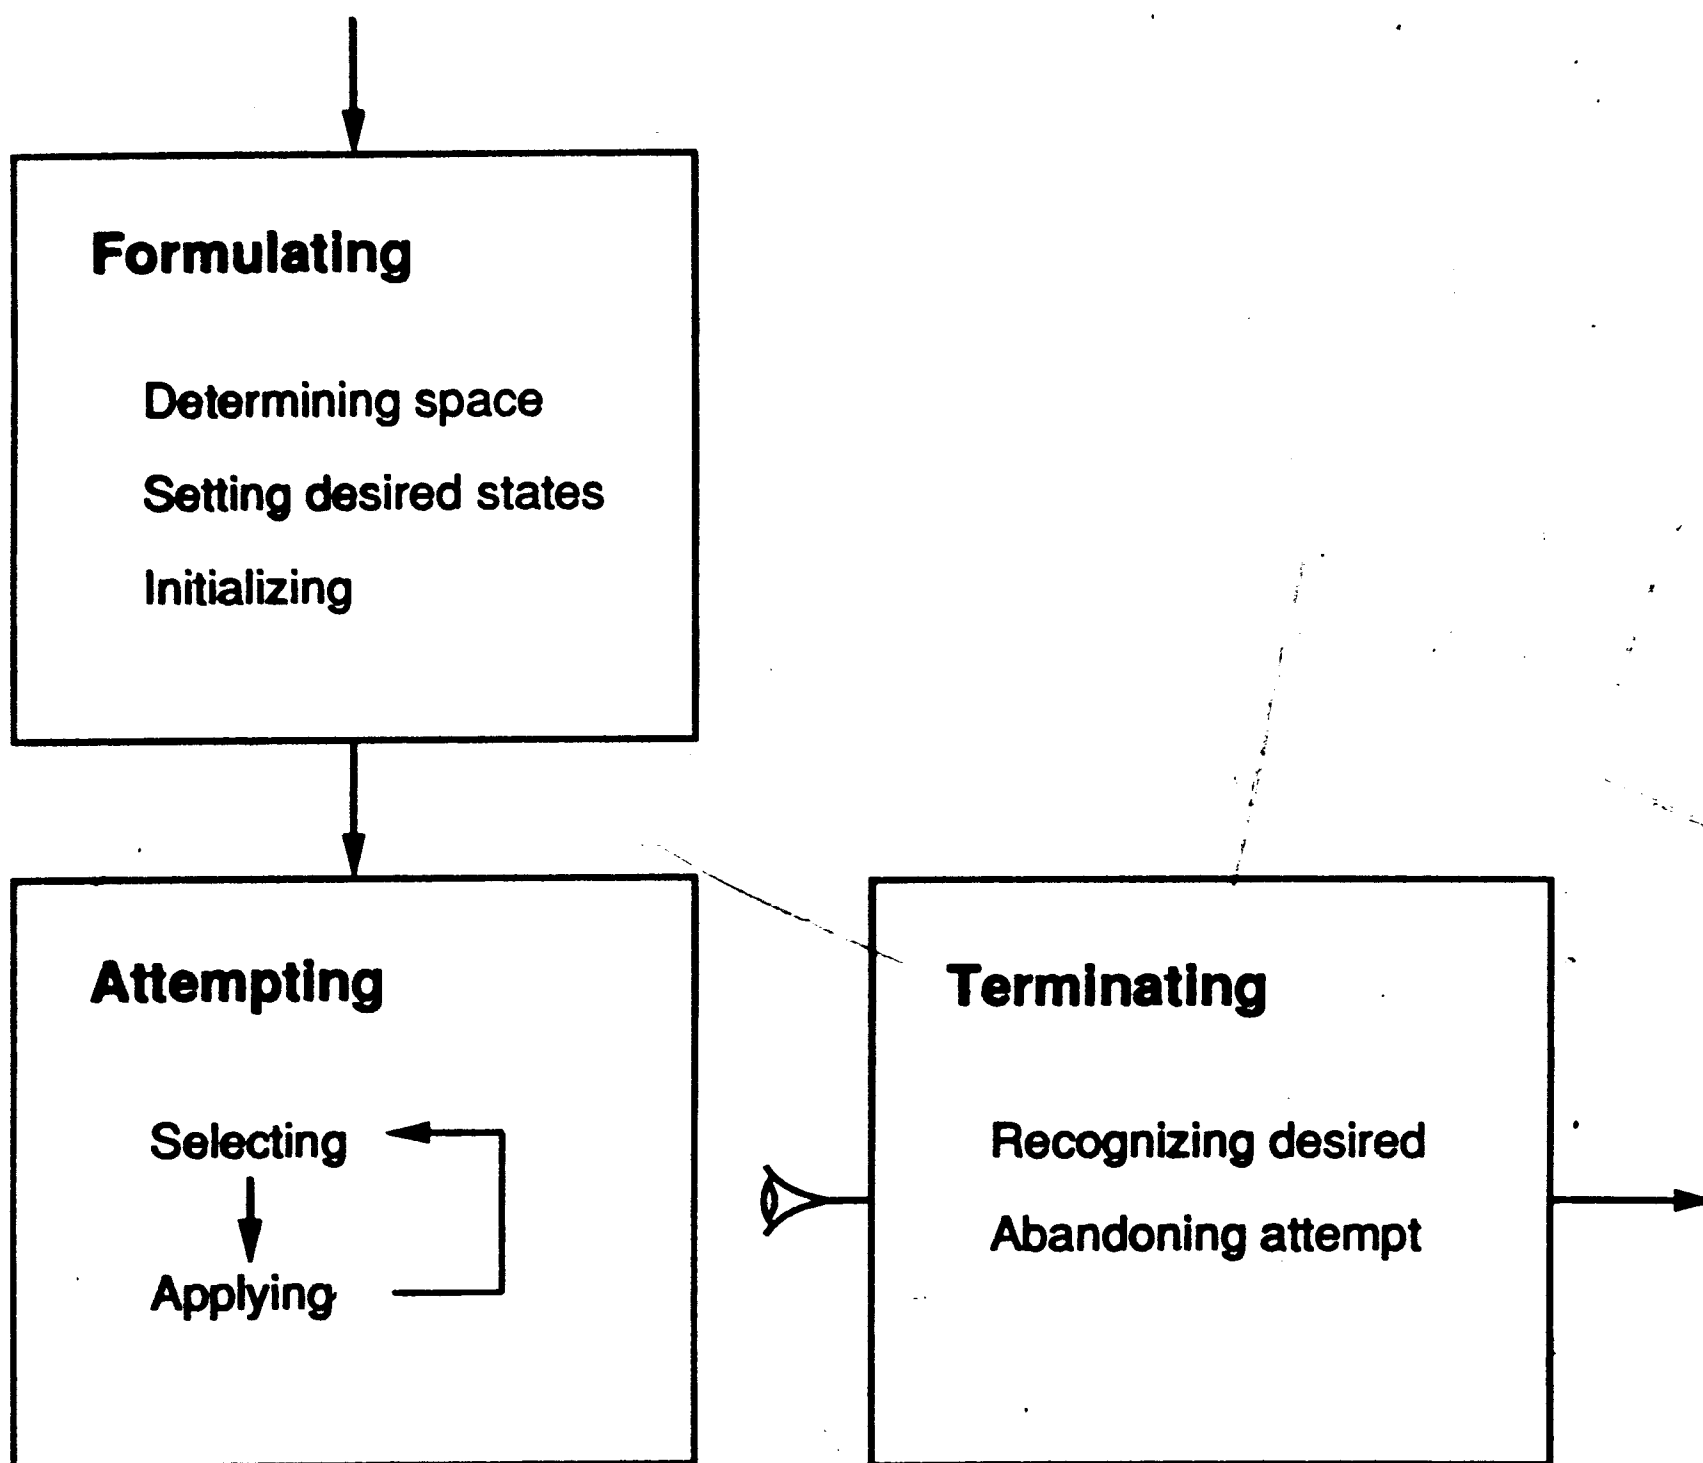 Formulating
Determining space
Setting desired states
Initializing
Attempting
Selecting
Applying
Terminating
Recognizing desired
Abandoning attempt